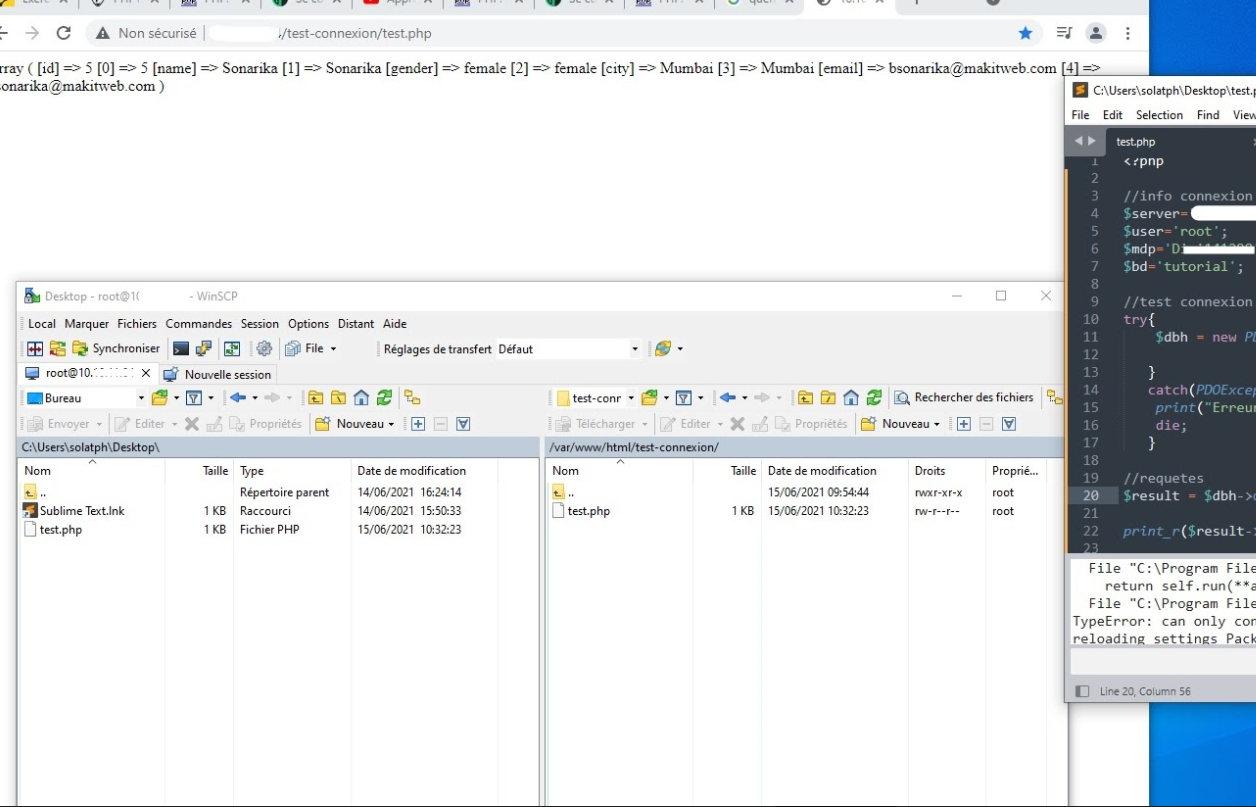 Non sécurisé
/test-connexion/test.php
rray ( [id] => 5 [0] => 5 [name] => Sonarika [1] => Sonarika [gender] => female [2] => female [city] => Mumbai [3] => Mumbai [email] => bsonarika@makitweb.com [4] =>
sonarika@makitweb.com )
Desktop - root@1 - WinSCP
Local Marquer Fichiers Commandes Session Options Distant Aide
Synchroniser File Réglages de transfert Défaut
root@10. Nouvelle session
Bureau
test-conr Rechercher des fichiers
Envoyer Editer Propriétés Nouveau
Télécharger Editer Propriétés Nouveau
C:\Users\solatph\Desktop\
Nom Taille Type Date de modification
.. Répertoire parent 14/06/2021 16:24:14
Sublime Text.lnk 1 KB Raccourci 14/06/2021 15:50:33
test.php 1 KB Fichier PHP 15/06/2021 10:32:23
/var/www/html/test-connexion/
Nom Taille Date de modification Droits Proprié...
.. 15/06/2021 09:54:44 rwxr-xr-x root
test.php 1 KB 15/06/2021 10:32:23 rw-r--r-- root
C:\Users\solatph\Desktop\test.p
File Edit Selection Find View
test.php
1 <?php
2
3 //info connexion
4 $server=
5 $user='root';
6 $mdp='D
7 $bd='tutorial';
8
9 //test connexion
10 try{
11 $dbh = new PD
12
13 }
14 catch(PDOExcep
15 print("Erreur
16 die;
17 }
18
19 //requetes
20 $result = $dbh->
21
22 print_r($result->
23
File "C:\Program File
return self.run(**a
File "C:\Program File
TypeError: can only con
reloading settings Pack
Line 20, Column 56